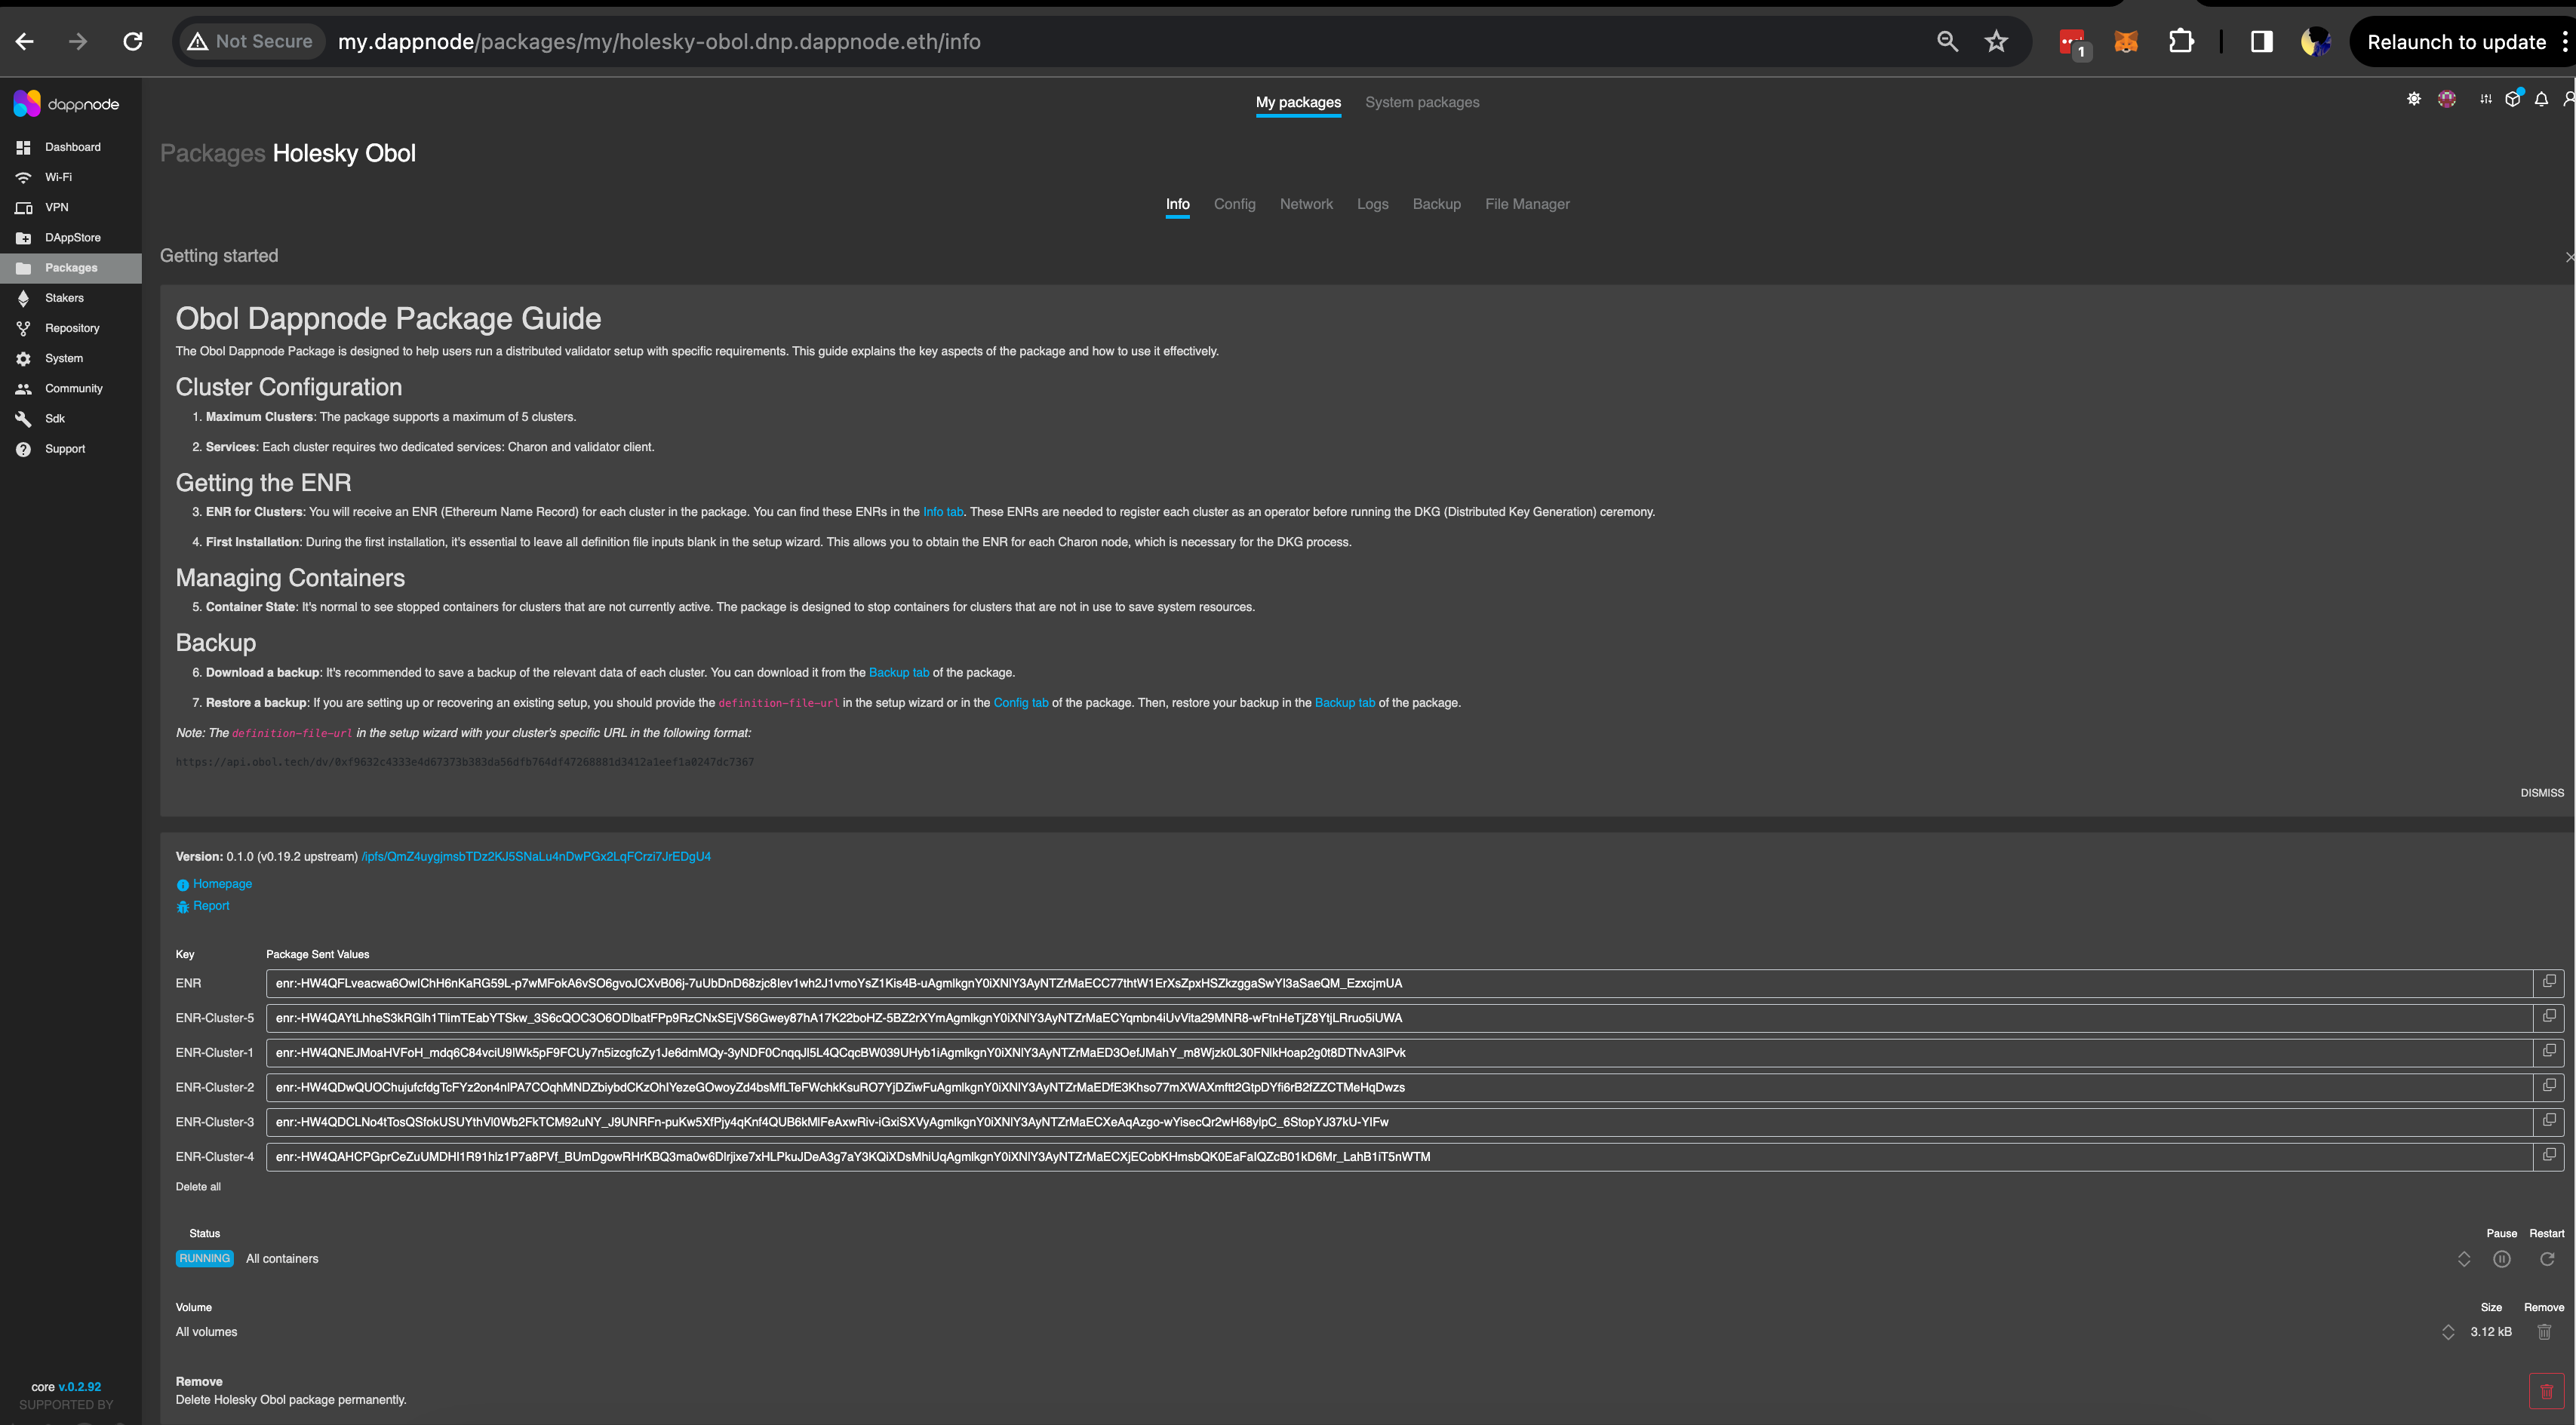 Not Secure my.dappnode/packages/my/holesky-obol.dnp.dappnode.eth/info 1 Relaunch to update
dappnode
My packages System packages
Dashboard
Wi-Fi
VPN
DAppStore
Packages
Stakers
Repository
System
Community
Sdk
Support
core v.0.2.92
SUPPORTED BY
Packages Holesky Obol
Info Config Network Logs Backup File Manager
Getting started
Obol Dappnode Package Guide
The Obol Dappnode Package is designed to help users run a distributed validator setup with specific requirements. This guide explains the key aspects of the package and how to use it effectively.
Cluster Configuration
1. Maximum Clusters: The package supports a maximum of 5 clusters.
2. Services: Each cluster requires two dedicated services: Charon and validator client.
Getting the ENR
3. ENR for Clusters: You will receive an ENR (Ethereum Name Record) for each cluster in the package. You can find these ENRs in the Info tab. These ENRs are needed to register each cluster as an operator before running the DKG (Distributed Key Generation) ceremony.
4. First Installation: During the first installation, it's essential to leave all definition file inputs blank in the setup wizard. This allows you to obtain the ENR for each Charon node, which is necessary for the DKG process.
Managing Containers
5. Container State: It's normal to see stopped containers for clusters that are not currently active. The package is designed to stop containers for clusters that are not in use to save system resources.
Backup
6. Download a backup: It's recommended to save a backup of the relevant data of each cluster. You can download it from the Backup tab of the package.
7. Restore a backup: If you are setting up or recovering an existing setup, you should provide the definition-file-url in the setup wizard or in the Config tab of the package. Then, restore your backup in the Backup tab of the package.
Note: The definition-file-url in the setup wizard with your cluster's specific URL in the following format:
https://api.obol.tech/dv/0xf9632c4333e4d67373b383da56dfb764df47268881d3412a1eef1a0247dc7367
DISMISS
Version: 0.1.0 (v0.19.2 upstream) /ipfs/QmZ4uygjmsbTDz2KJ5SNaLu4nDwPGx2LqFCrzi7JrEDgU4
Homepage
Report
Key Package Sent Values
ENR enr:-HW4QFLveacwa6OwIChH6nKaRG59L-p7wMFokA6vSO6gvoJCXvB06j-7uUbDnD68zjc8Iev1wh2J1vmoYsZ1Kis4B-uAgmlkgnY0iXNlY3AyNTZrMaECC77thtW1ErXsZpxHSZkzggaSwYl3aSaeQM_EzxcjmUA
ENR-Cluster-5 enr:-HW4QAYtLhheS3kRGlh1TlimTEabYTSkw_3S6cQOC3O6ODIbatFPp9RzCNxSEjVS6Gwey87hA17K22boHZ-5BZ2rXYmAgmlkgnY0iXNlY3AyNTZrMaECYqmbn4iUvVita29MNR8-wFtnHeTjZ8YtjLRruo5iUWA
ENR-Cluster-1 enr:-HW4QNEJMoaHVFoH_mdq6C84vciU9lWk5pF9FCUy7n5izcgfcZy1Je6dmMQy-3yNDF0CnqqJl5L4QCqcBW039UHyb1iAgmlkgnY0iXNlY3AyNTZrMaED3OefJMahY_m8Wjzk0L30FNlkHoap2g0t8DTNvA3lPvk
ENR-Cluster-2 enr:-HW4QDwQUOChujufcfdgTcFYz2on4nlPA7COqhMNDZbiybdCKzOhIYezeGOwoyZd4bsMfLTeFWchkKsuRO7YjDZiwFuAgmlkgnY0iXNlY3AyNTZrMaEDfE3Khso77mXWAXmftt2GtpDYfi6rB2fZZCTMeHqDwzs
ENR-Cluster-3 enr:-HW4QDCLNo4tTosQSfokUSUYthVl0Wb2FkTCM92uNY_J9UNRFn-puKw5XfPjy4qKnf4QUB6kMlFeAxwRiv-iGxiSXVyAgmlkgnY0iXNlY3AyNTZrMaECXeAqAzgo-wYisecQr2wH68ylpC_6StopYJ37kU-YIFw
ENR-Cluster-4 enr:-HW4QAHCPGprCeZuUMDHI1R91hlz1P7a8PVf_BUmDgowRHrKBQ3ma0w6Dlrjixe7xHLPkuJDeA3g7aY3KQiXDsMhiUqAgmlkgnY0iXNlY3AyNTZrMaECXjECobKHmsbQK0EaFaIQZcB01kD6Mr_LahB1iT5nWTM
Delete all
Status Pause Restart
RUNNING All containers
Volume Size Remove
All volumes 3.12 kB
Remove
Delete Holesky Obol package permanently.